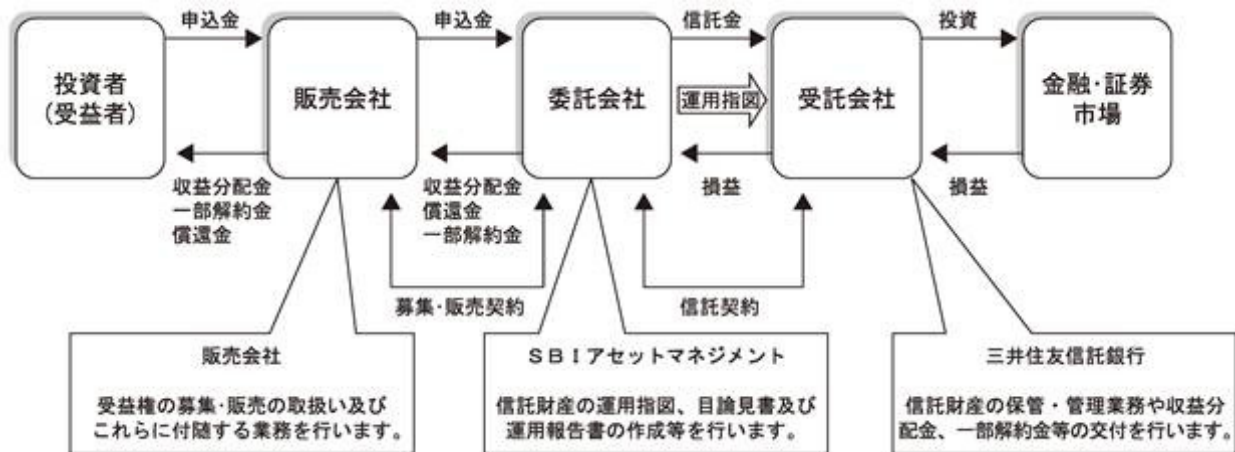 申込金
申込金
信託金
投資
投資者
(受益者)
販売会社
委託会社
運用指図
受託会社
金融・証券
市場
収益分配金
一部解約金
償還金
収益分配金
償還金
一部解約金
損益
損益
募集・販売契約
信託契約
販売会社
受益権の募集・販売の取扱い及び
これらに付随する業務を行います。
SBIアセットマネジメント
信託財産の運用指図、目論見書及び
運用報告書の作成等を行います。
三井住友信託銀行
信託財産の保管・管理業務や収益分
配金、一部解約金等の交付を行います。